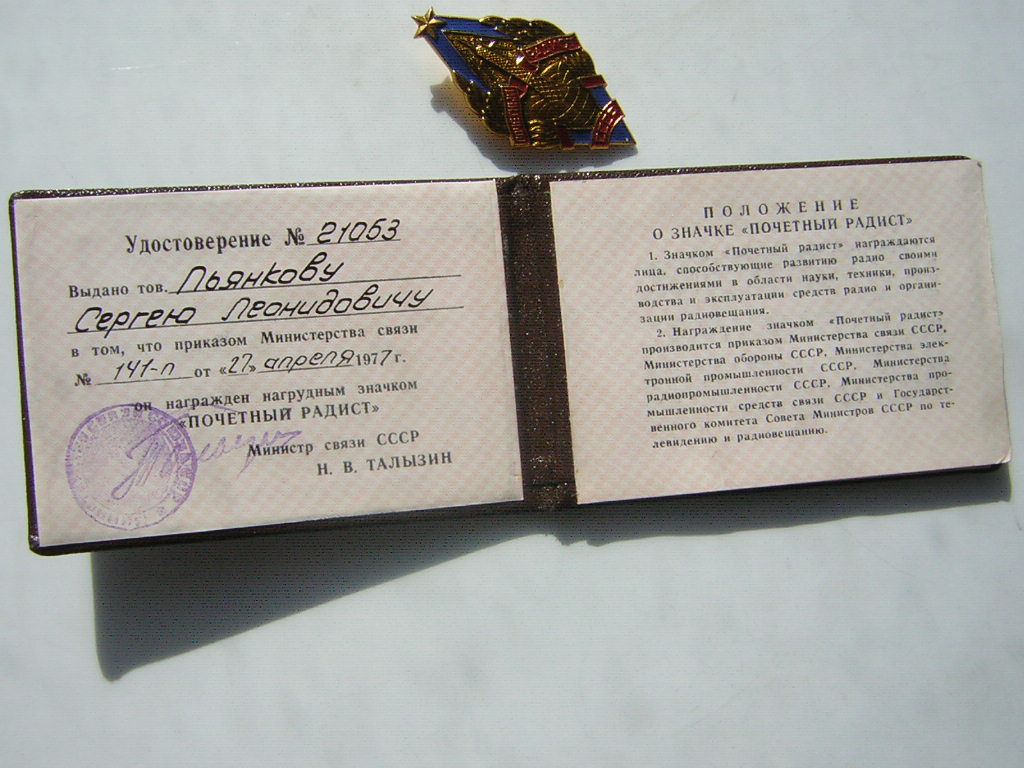 Удостоверение № 21063
Выдано тов. Пьянкову
Сергею Леонидовичу
в том, что приказом Министерства связи
№ 141-п от «27» апреля 1977 г.
он награжден нагрудным значком
«ПОЧЕТНЫЙ РАДИСТ»
Министр связи СССР
Н. В. ТАЛЫЗИН
ПОЛОЖЕНИЕ
О ЗНАЧКЕ «ПОЧЕТНЫЙ РАДИСТ»
1. Значком «Почетный радист» награждаются
лица, способствующие развитию радио своими
достижениями в области науки, техники, произ-
водства и эксплуатации средств радио и органи-
зации радиовещания.
2. Награждение значком «Почетный радист»
производится приказом Министерства связи СССР,
Министерства обороны СССР, Министерства элек-
тронной промышленности СССР, Министерства
радиопромышленности СССР, Министерства про-
мышленности средств связи СССР и Государст-
венного комитета Совета Министров СССР по те-
левидению и радиовещанию.